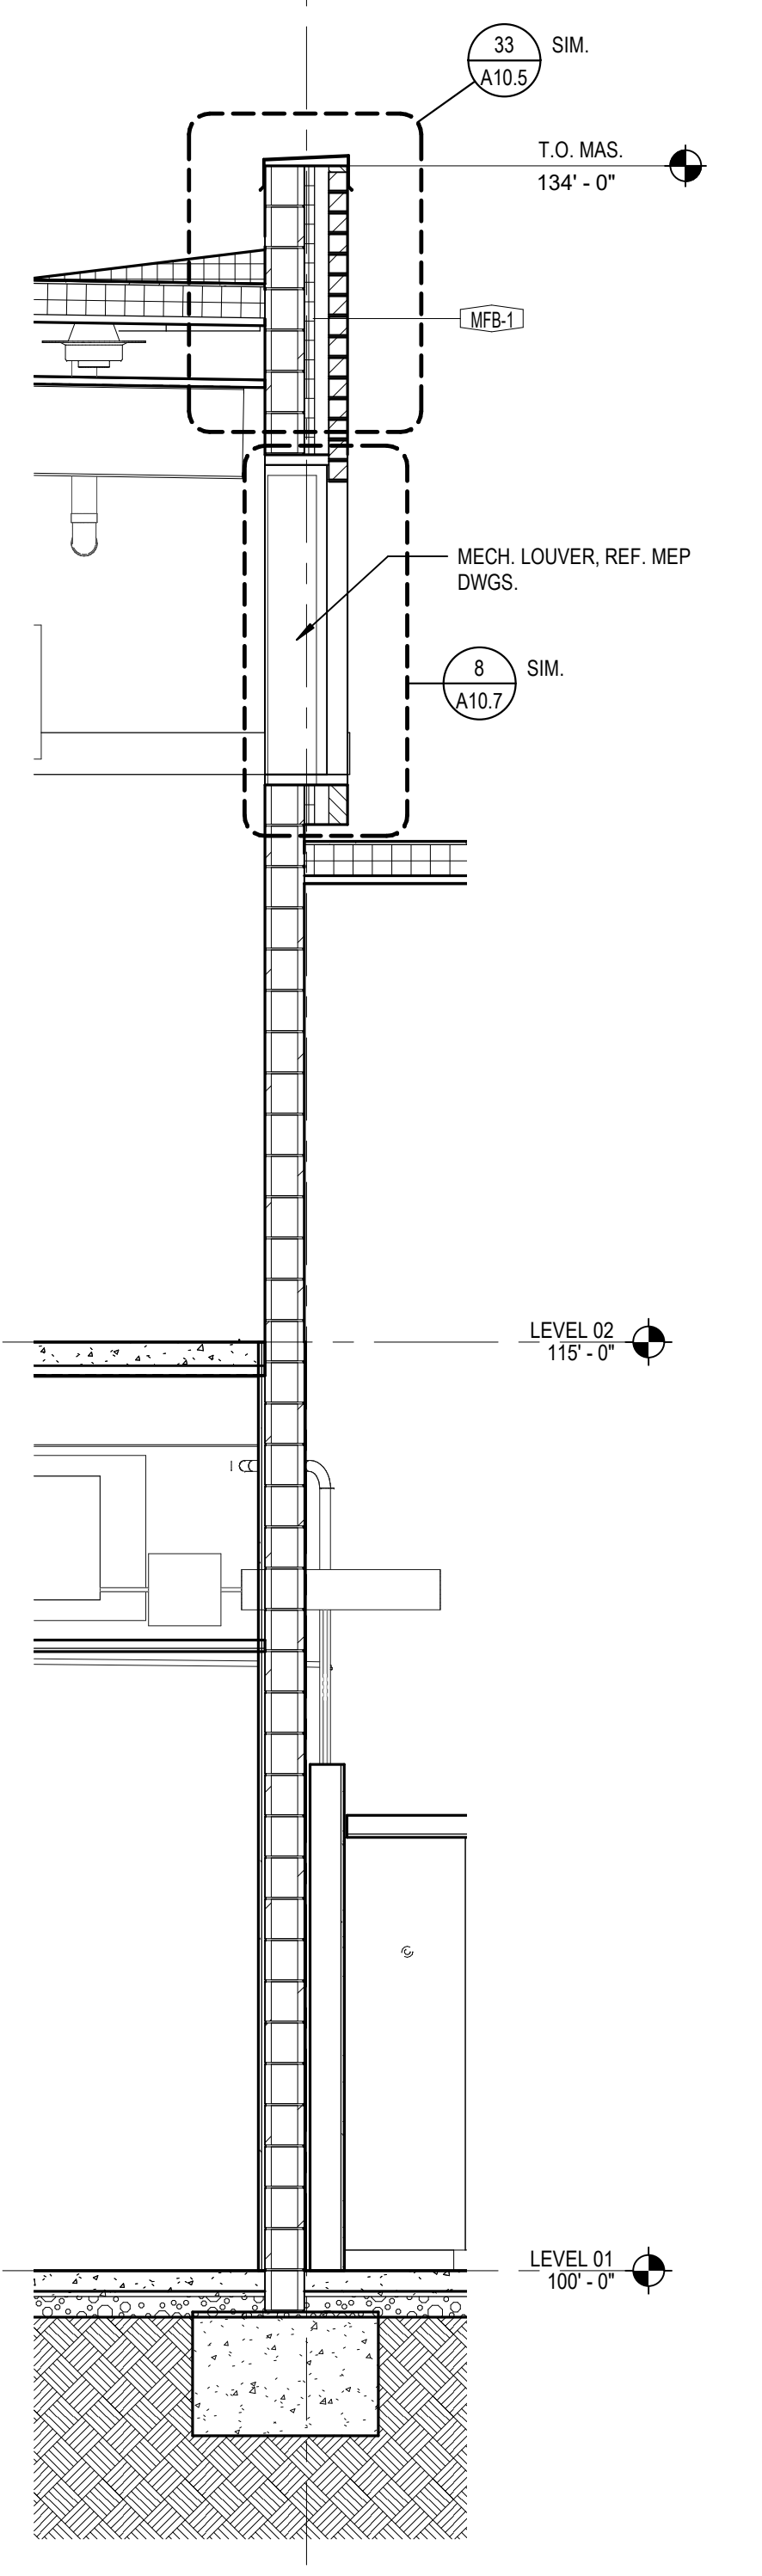 33
SIM.
A10.5
T.O. MAS.
134' - 0"
MFB-1
MECH. LOUVER, REF. MEP
DWGS.
8
SIM.
A10.7
LEVEL 02
115' - 0"
LEVEL 01
100' - 0"